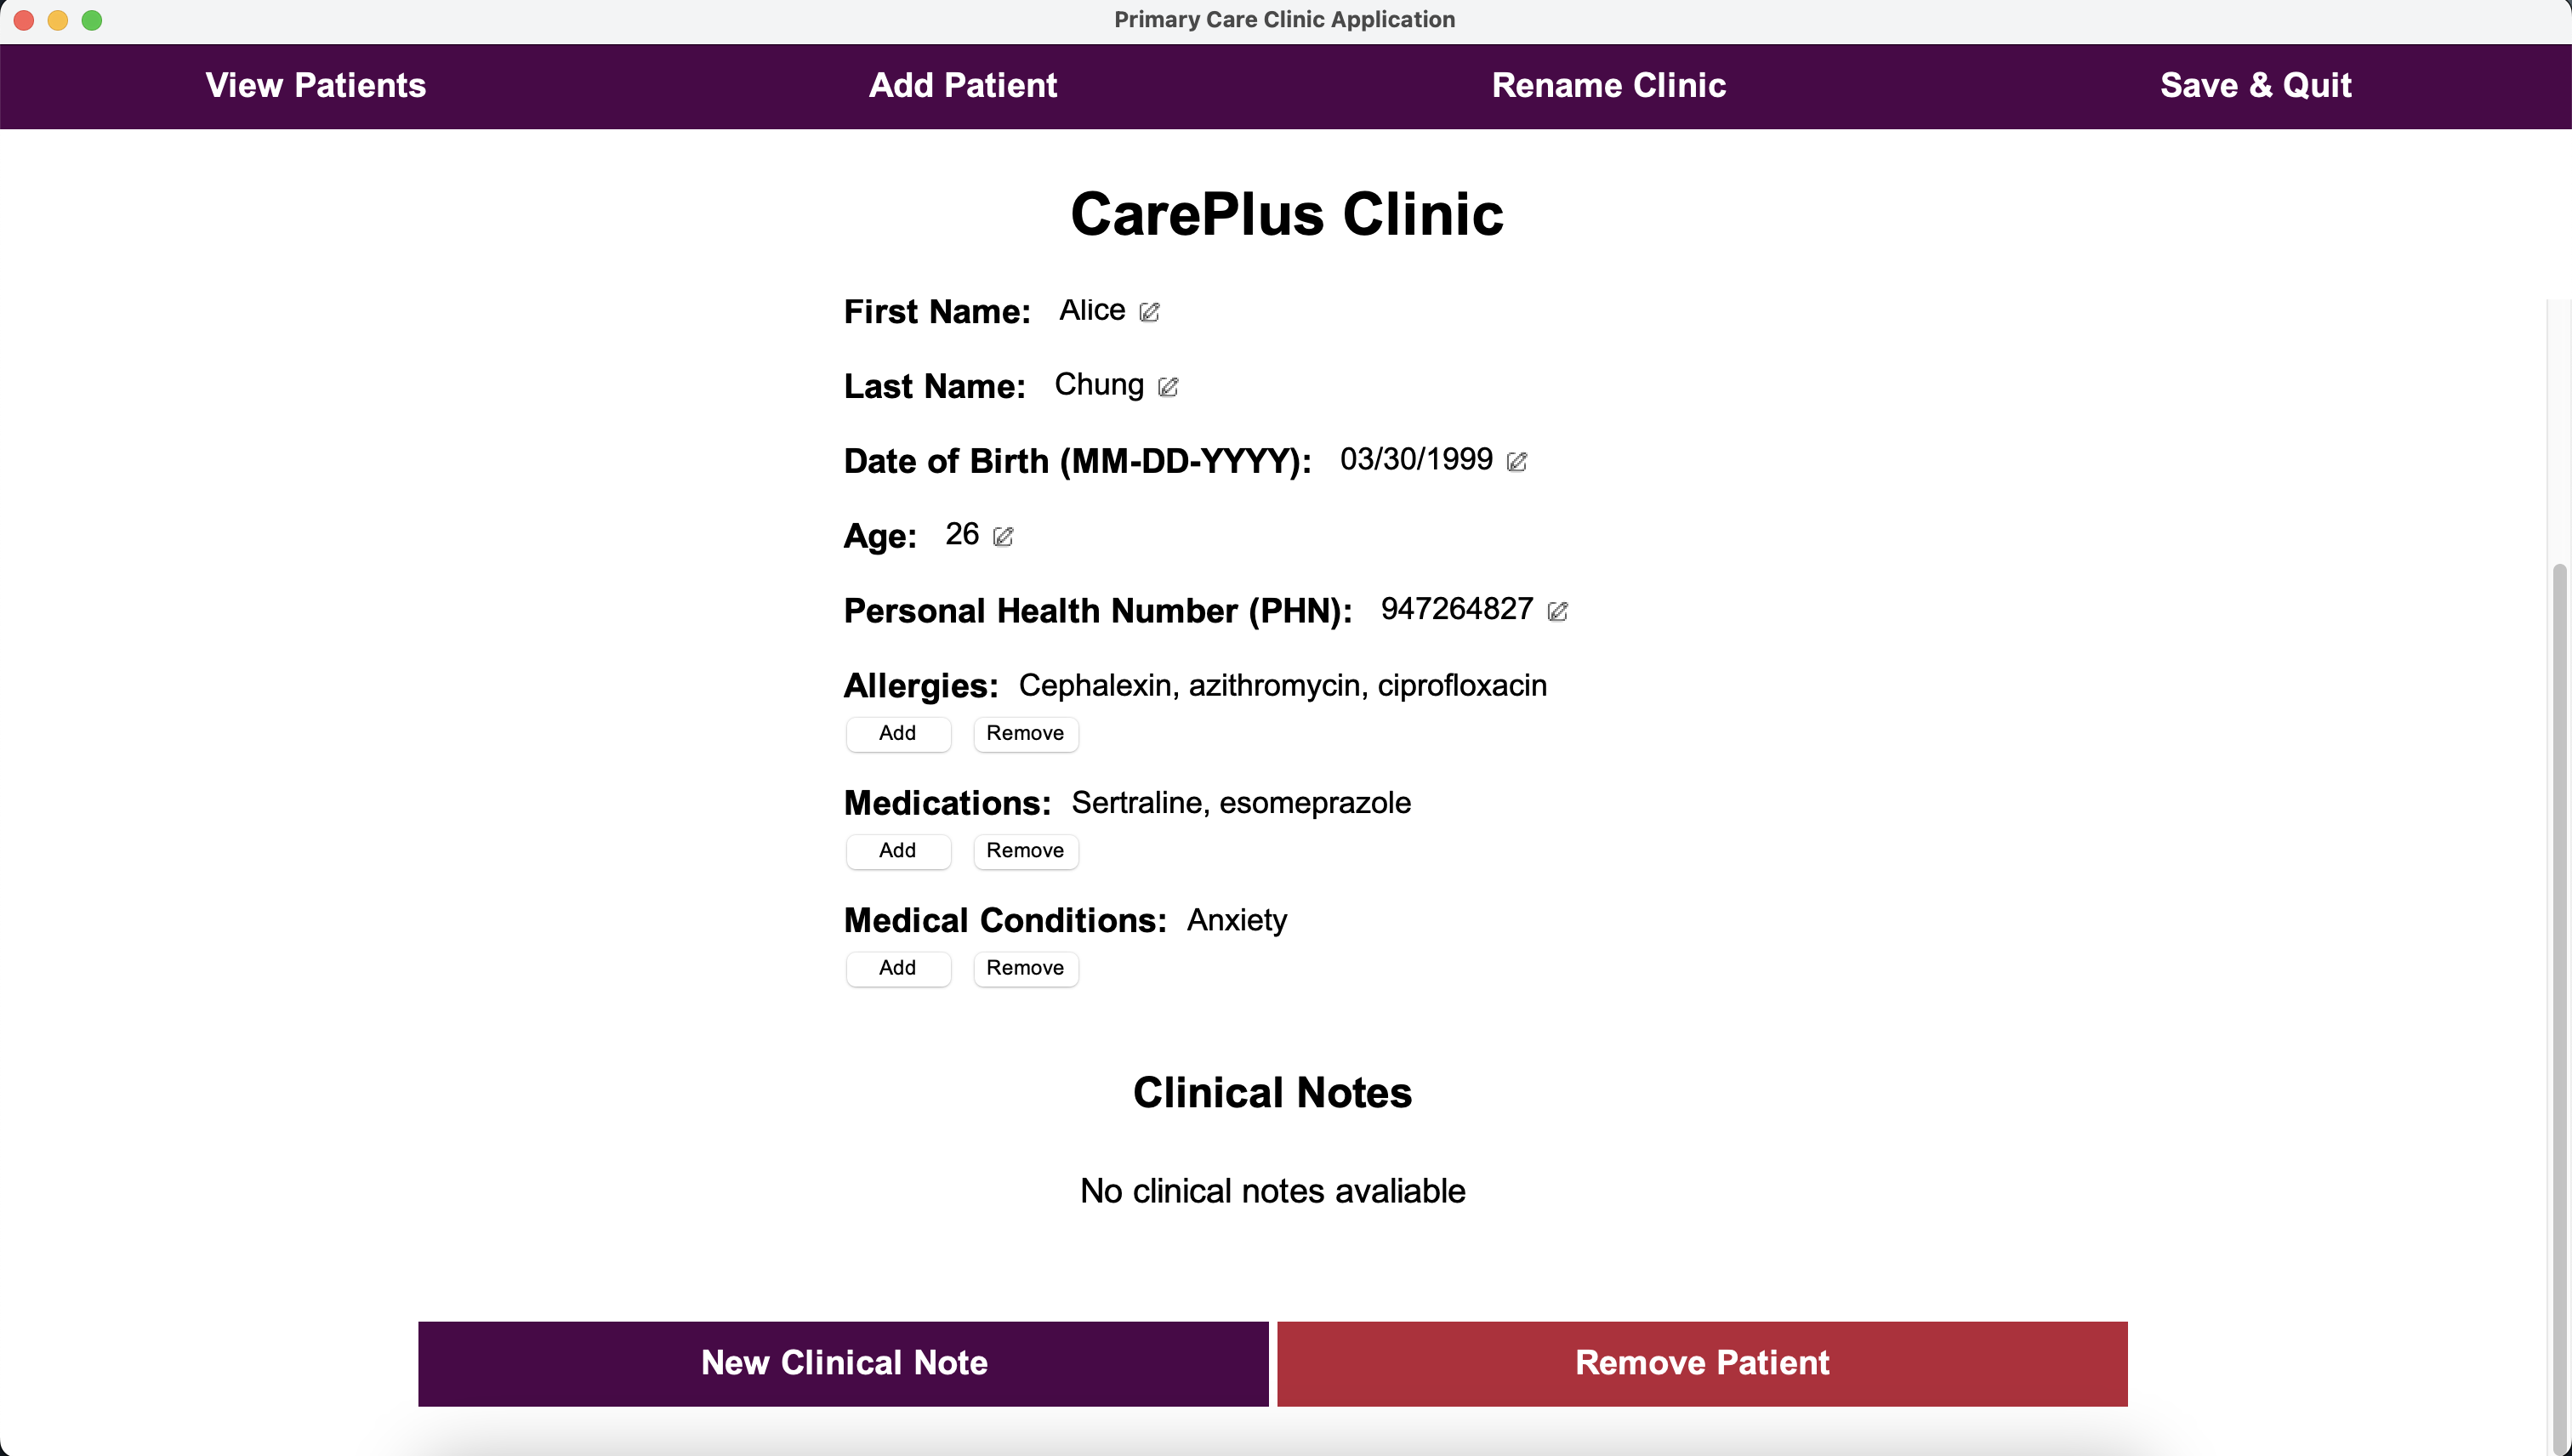 Primary Care Clinic Application
View Patients Add Patient Rename Clinic Save & Quit
CarePlus Clinic
First Name: Alice
Last Name: Chung
Date of Birth (MM-DD-YYYY): 03/30/1999
Age: 26
Personal Health Number (PHN): 947264827
Allergies: Cephalexin, azithromycin, ciprofloxacin
Add Remove
Medications: Sertraline, esomeprazole
Add Remove
Medical Conditions: Anxiety
Add Remove
Clinical Notes
No clinical notes avaliable
New Clinical Note Remove Patient